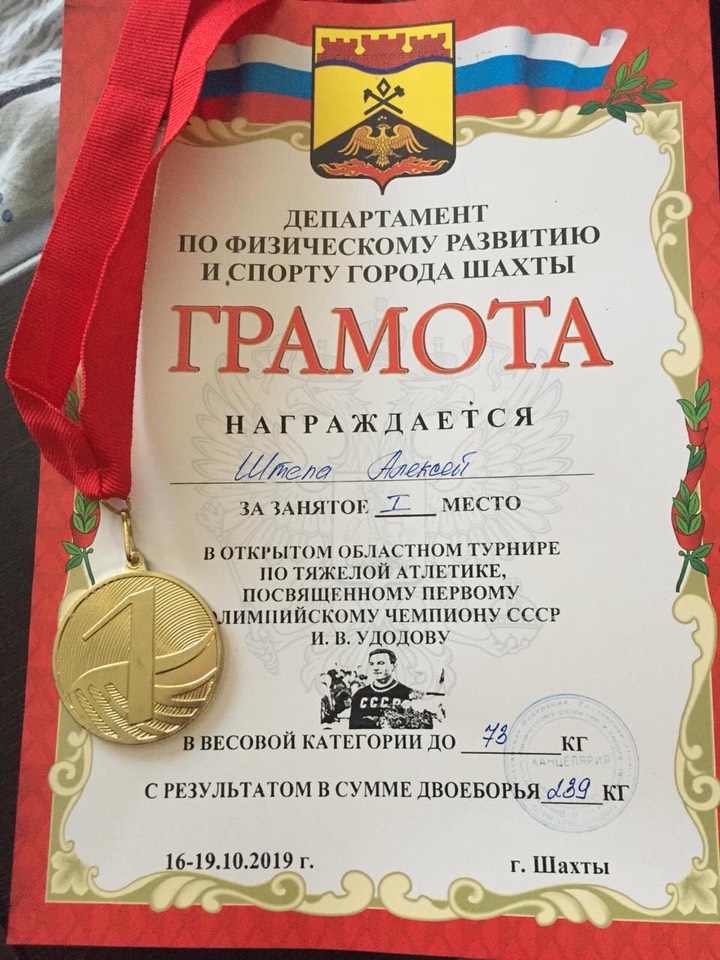 ДЕПАРТАМЕНТ
ПО ФИЗИЧЕСКОМУ РАЗВИТИЮ
И СПОРТУ ГОРОДА ШАХТЫ
ГРАМОТА
НАГРАЖДАЕТСЯ
Штепа Алексей
ЗА ЗАНЯТОЕ I МЕСТО
В ОТКРЫТОМ ОБЛАСТНОМ ТУРНИРЕ
ПО ТЯЖЕЛОЙ АТЛЕТИКЕ,
ПОСВЯЩЕННОМУ ПЕРВОМУ
ОЛИМПИЙСКОМУ ЧЕМПИОНУ СССР
И. В. УДОДОВУ
1
СССР
В ВЕСОВОЙ КАТЕГОРИИ ДО 73 КГ
КАНЦЕЛЯРИЯ
С РЕЗУЛЬТАТОМ В СУММЕ ДВОЕБОРЬЯ 239 КГ
16-19.10.2019 г. г. Шахты